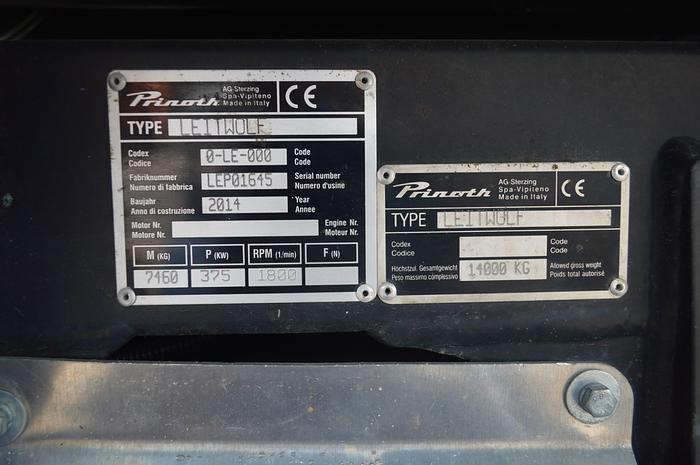 Prinoth AG-Sterzing
Spa-Vipiteno
Made in Italy CE
TYPE LEITWOLF
Codex
Codice 0-LE-000 Code
Code
Fabriknummer
Numero di fabbrica LEP01645 Serial number
Numero d'usine
Baujahr
Anno di costruzione 2014 Year
Annee
Motor Nr.
Motore Nr. Engine Nr.
Moteur Nr.
M (KG) P (KW) RPM (1/min) F (N)
7460 375 1800
Prinoth AG-Sterzing
Spa-Vipiteno
Made in Italy CE
TYPE LEITWOLF
Codex
Codice Code
Code
Höchstzul. Gesamtgewicht
Peso massimo complessivo 14000 KG Allowed gross weight
Poids total autorisé